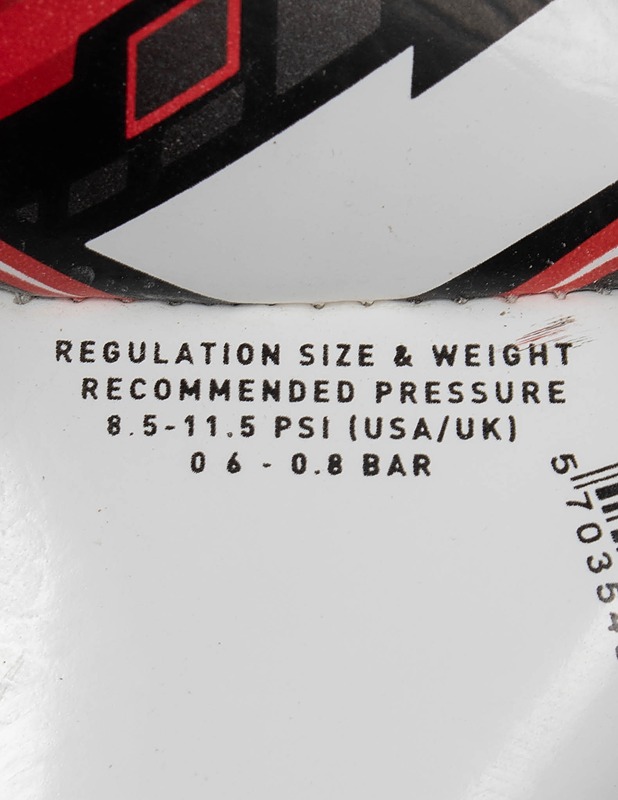 REGULATION SIZE & WEIGHT
RECOMMENDED PRESSURE
8.5-11.5 PSI (USA/UK)
0 6 - 0.8 BAR